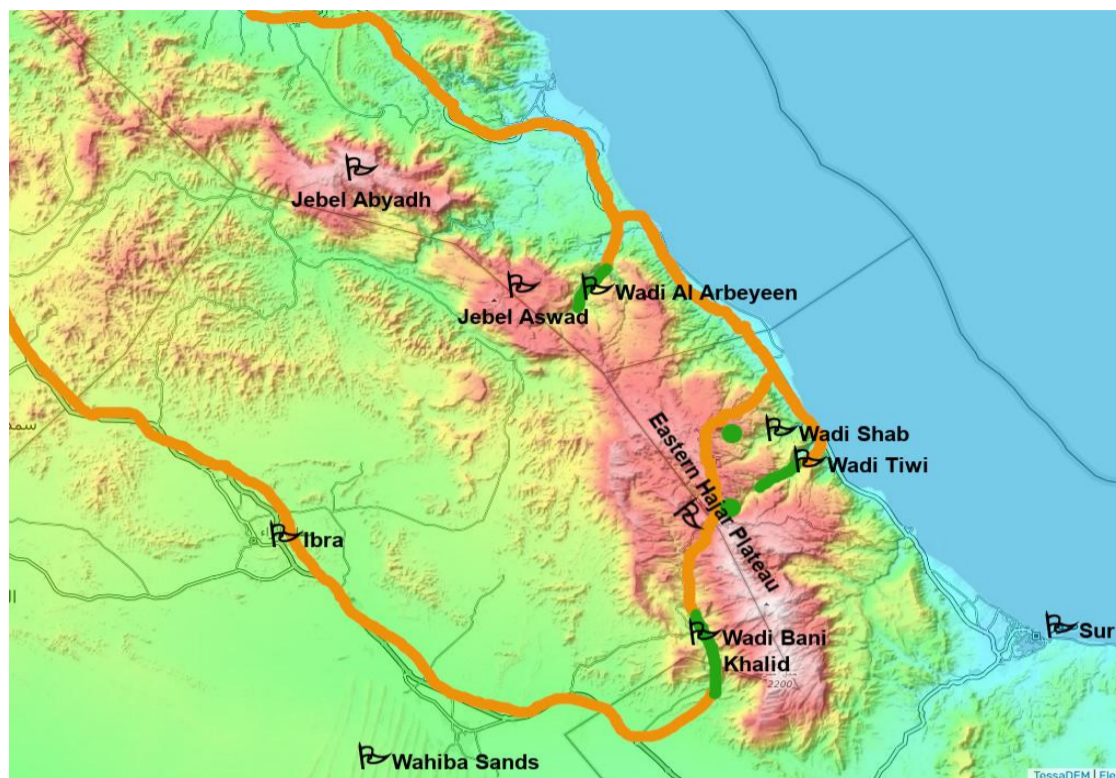 Jebel Abyadh
Wadi Al Arbeyeen
Jebel Aswad
Wadi Shab
Eastern Hajar Plateau
Wadi Tiwi
Ibra
Sur
Wadi Bani
Khalid
2200
Wahiba Sands
TessaDEM | Ele